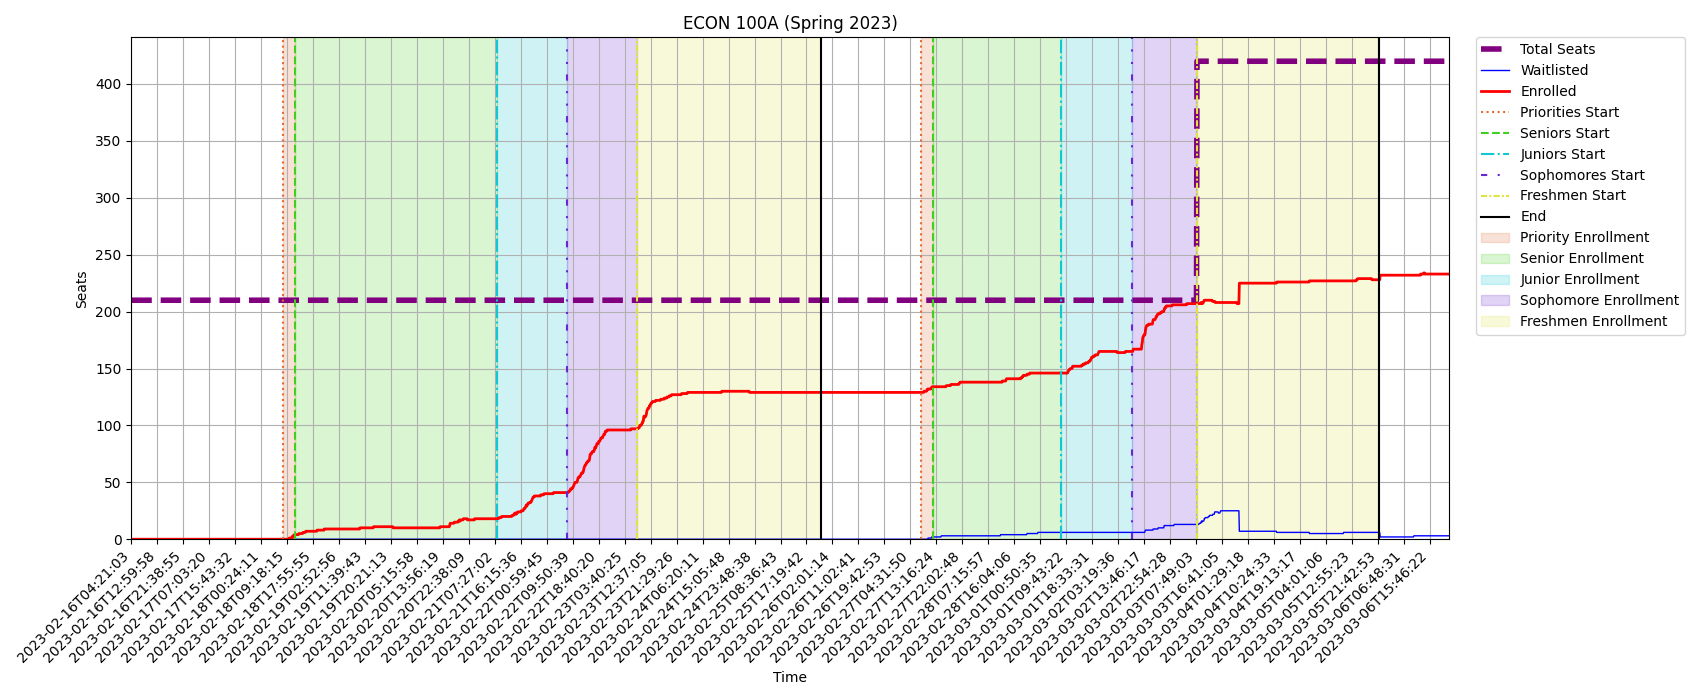 ECON 100A (Spring 2023)
Seats
400
350
300
250
200
150
100
50
0
2023-02-16T04:21:03
2023-02-16T12:59:58
2023-02-16T21:38:55
2023-02-17T07:03:20
2023-02-17T15:43:32
2023-02-18T00:24:11
2023-02-18T09:18:15
2023-02-18T17:55:55
2023-02-19T02:52:56
2023-02-19T11:39:43
2023-02-19T20:21:13
2023-02-20T05:15:58
2023-02-20T13:56:19
2023-02-20T22:38:09
2023-02-21T07:27:02
2023-02-21T16:15:36
2023-02-22T00:59:45
2023-02-22T09:50:39
2023-02-22T18:40:20
2023-02-23T03:40:25
2023-02-23T12:37:05
2023-02-23T21:29:26
2023-02-24T06:20:11
2023-02-24T15:05:48
2023-02-24T23:48:38
2023-02-25T08:36:43
2023-02-25T17:19:42
2023-02-26T02:01:14
2023-02-26T11:02:41
2023-02-26T19:42:53
2023-02-27T04:31:50
2023-02-27T13:16:24
2023-02-27T22:02:48
2023-02-28T07:15:57
2023-02-28T16:04:06
2023-03-01T00:50:35
2023-03-01T09:43:22
2023-03-01T18:33:31
2023-03-02T03:19:36
2023-03-02T13:46:17
2023-03-02T22:54:28
2023-03-03T07:49:03
2023-03-03T16:41:05
2023-03-04T01:29:18
2023-03-04T10:24:33
2023-03-04T19:13:17
2023-03-05T04:01:06
2023-03-05T12:55:23
2023-03-05T21:42:53
2023-03-06T06:48:31
2023-03-06T15:46:22
Time
Total Seats
Waitlisted
Enrolled
Priorities Start
Seniors Start
Juniors Start
Sophomores Start
Freshmen Start
End
Priority Enrollment
Senior Enrollment
Junior Enrollment
Sophomore Enrollment
Freshmen Enrollment